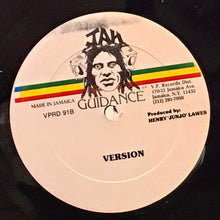 JAH
GUIDANCE
MADE IN JAMAICA
VPRD 91B
V.P. Records Dist.
170-21 Jamaica Ave.
Jamaica, N.Y. 11432
(212) 291-7058
Produced by:
HENRY 'JUNJO' LAWES
VERSION